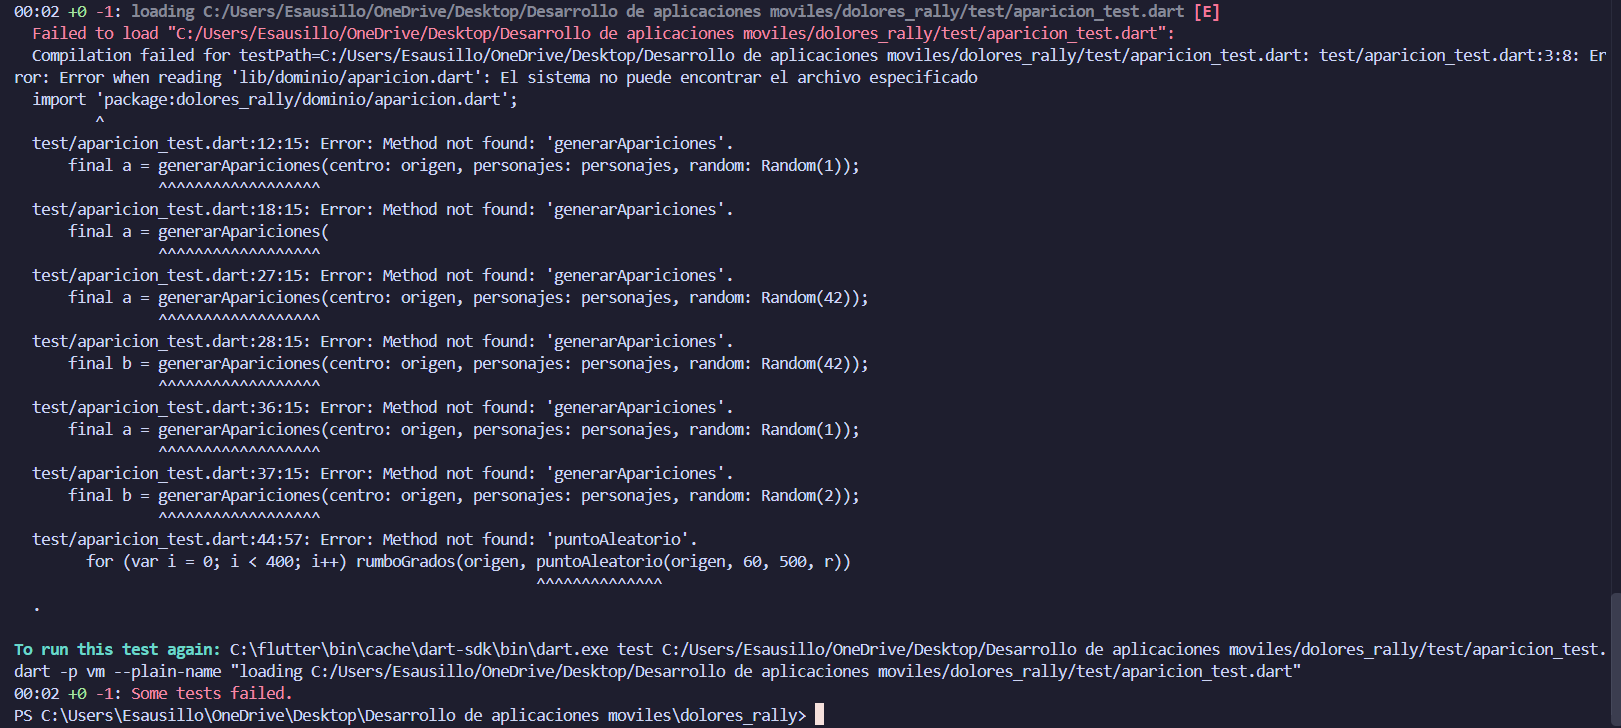 00:02 +0 -1: loading C:/Users/Esausillo/OneDrive/Desktop/Desarrollo de aplicaciones moviles/dolores_rally/test/aparicion_test.dart [E]
  Failed to load "C:/Users/Esausillo/OneDrive/Desktop/Desarrollo de aplicaciones moviles/dolores_rally/test/aparicion_test.dart":
  Compilation failed for testPath=C:/Users/Esausillo/OneDrive/Desktop/Desarrollo de aplicaciones moviles/dolores_rally/test/aparicion_test.dart: test/aparicion_test.dart:3:8: Er
ror: Error when reading 'lib/dominio/aparicion.dart': El sistema no puede encontrar el archivo especificado
  import 'package:dolores_rally/dominio/aparicion.dart';
         ^
  test/aparicion_test.dart:12:15: Error: Method not found: 'generarApariciones'.
      final a = generarApariciones(centro: origen, personajes: personajes, random: Random(1));
                ^^^^^^^^^^^^^^^^^^
  test/aparicion_test.dart:18:15: Error: Method not found: 'generarApariciones'.
      final a = generarApariciones(
                ^^^^^^^^^^^^^^^^^^
  test/aparicion_test.dart:27:15: Error: Method not found: 'generarApariciones'.
      final a = generarApariciones(centro: origen, personajes: personajes, random: Random(42));
                ^^^^^^^^^^^^^^^^^^
  test/aparicion_test.dart:28:15: Error: Method not found: 'generarApariciones'.
      final b = generarApariciones(centro: origen, personajes: personajes, random: Random(42));
                ^^^^^^^^^^^^^^^^^^
  test/aparicion_test.dart:36:15: Error: Method not found: 'generarApariciones'.
      final a = generarApariciones(centro: origen, personajes: personajes, random: Random(1));
                ^^^^^^^^^^^^^^^^^^
  test/aparicion_test.dart:37:15: Error: Method not found: 'generarApariciones'.
      final b = generarApariciones(centro: origen, personajes: personajes, random: Random(2));
                ^^^^^^^^^^^^^^^^^^
  test/aparicion_test.dart:44:57: Error: Method not found: 'puntoAleatorio'.
        for (var i = 0; i < 400; i++) rumboGrados(origen, puntoAleatorio(origen, 60, 500, r))
                                                          ^^^^^^^^^^^^^^
  .
To run this test again: C:\flutter\bin\cache\dart-sdk\bin\dart.exe test C:/Users/Esausillo/OneDrive/Desktop/Desarrollo de aplicaciones moviles/dolores_rally/test/aparicion_test.
dart -p vm --plain-name "loading C:/Users/Esausillo/OneDrive/Desktop/Desarrollo de aplicaciones moviles/dolores_rally/test/aparicion_test.dart"
00:02 +0 -1: Some tests failed.
PS C:\Users\Esausillo\OneDrive\Desktop\Desarrollo de aplicaciones moviles\dolores_rally>